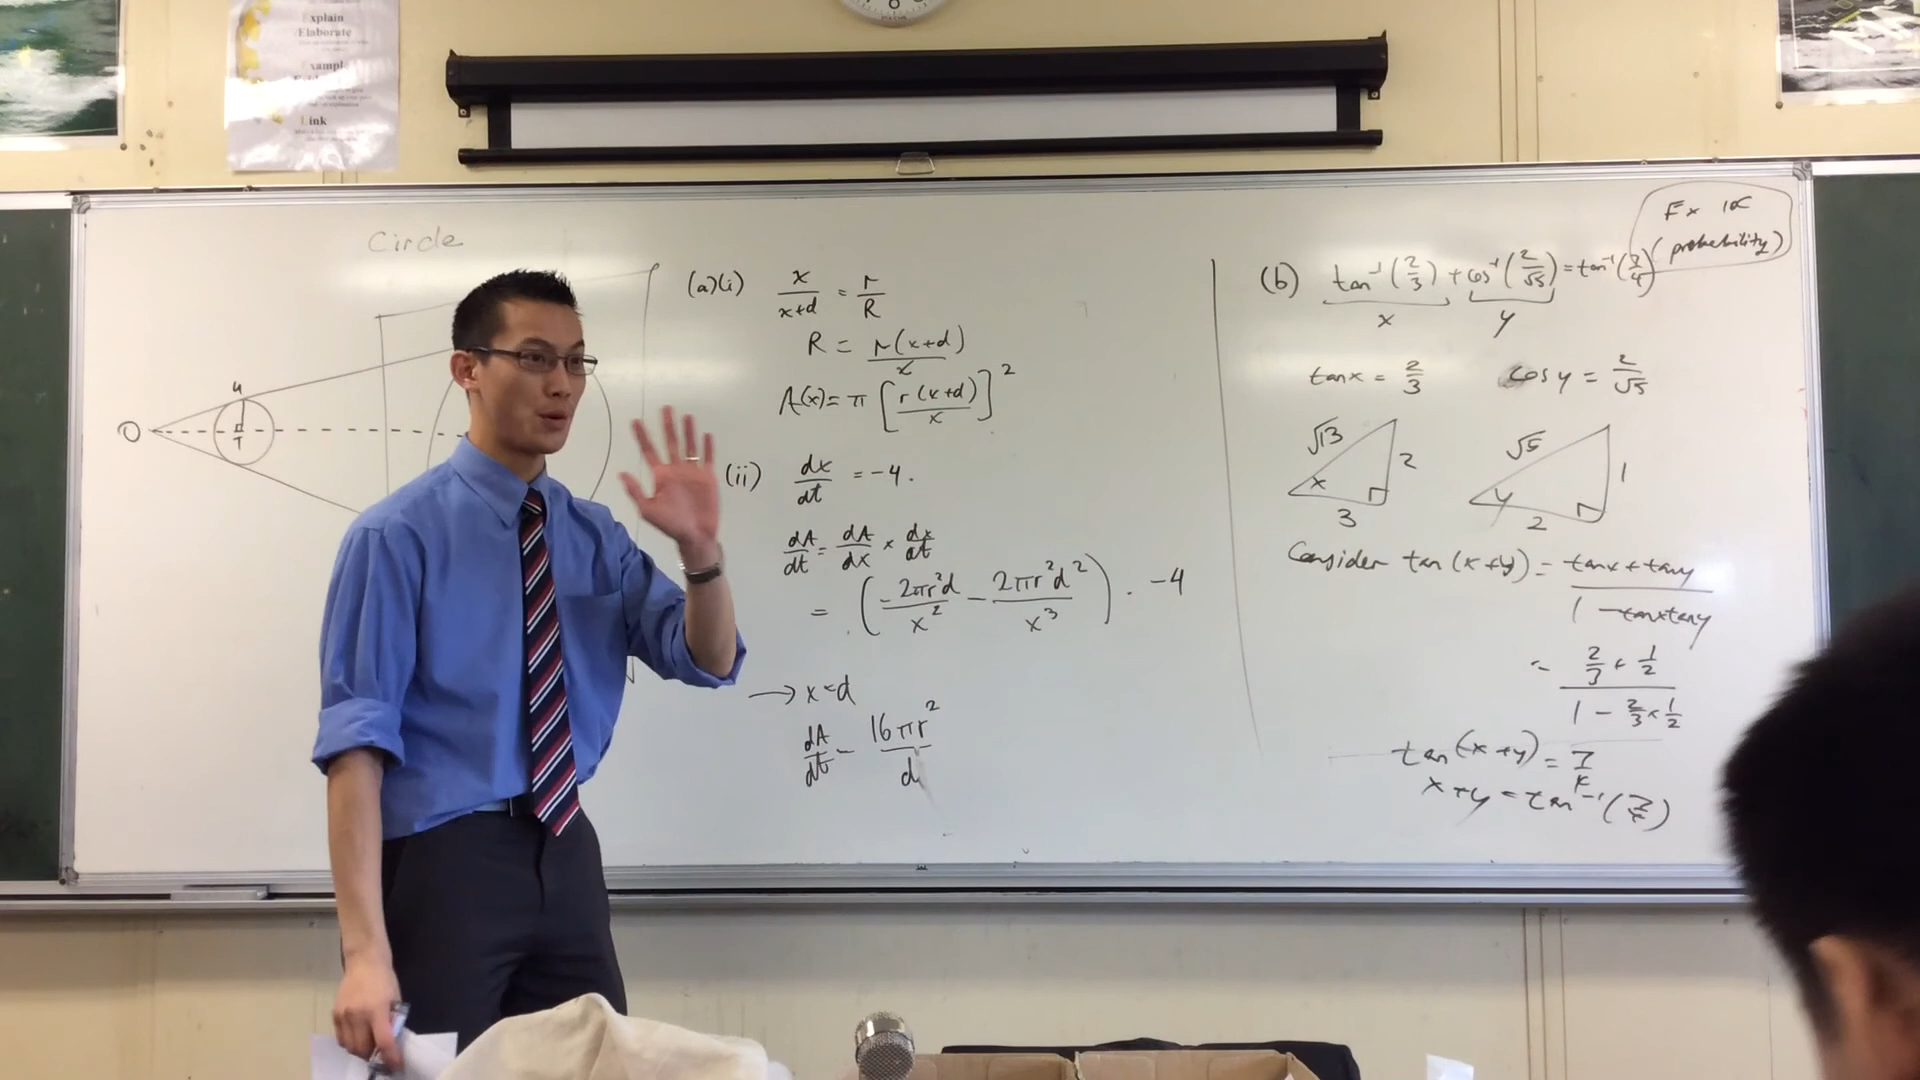 Explain
Elaborate
Example
Link
Circle
O
T
(a)(i) x/(x+d) = r/R
R = r(x+d)/x
A(x) = π [r(x+d)/x]²
(ii) dx/dt = -4.
dA/dt = dA/dx × dx/dt
= (-2πr²d/x² - 2πr²d²/x³) . -4
→ x=d
dA/dt = 16πr²/d
Ex 1α
(probability)
(b) tan⁻¹(2/3) + cos⁻¹(2/√5) = tan⁻¹(7/4)
x y
tan x = 2/3 cos y = 2/√5
√13 2 x 3
√5 1 y 2
Consider tan(x+y) = (tanx + tany)/(1 - tanxtany)
= (2/3 + 1/2)/(1 - 2/3 × 1/2)
tan(x+y) = 7/4
x+y = tan⁻¹(7/4)